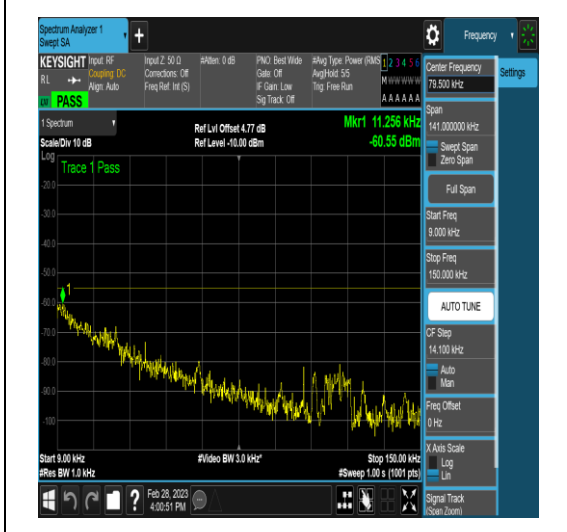 Spectrum Analyzer 1
Swept SA
Frequency
KEYSIGHT
RL
Input: RF
Coupling: DC
Align: Auto
Input Z: 50 Ω
Corrections: Off
Freq Ref: Int (S)
#Atten: 0 dB
PNO: Best Wide
Gate: Off
IF Gain: Low
Sig Track: Off
#Avg Type: Power (RMS
Avg|Hold: 5/5
Trig: Free Run
1 2 3 4 5 6
M W W W W W
A A A A A A
PASS
1 Spectrum
Scale/Div 10 dB
Ref Lvl Offset 4.77 dB
Ref Level -10.00 dBm
Mkr1 11.256 kHz
-60.55 dBm
Log
Trace 1 Pass
-20.0
-30.0
-40.0
-50.0
-60.0
-70.0
-80.0
-90.0
-100
1
Start 9.00 kHz
#Res BW 1.0 kHz
#Video BW 3.0 kHz*
Stop 150.00 kHz
#Sweep 1.00 s (1001 pts)
Center Frequency
79.500 kHz
Settings
Span
141.000000 kHz
Swept Span
Zero Span
Full Span
Start Freq
9.000 kHz
Stop Freq
150.000 kHz
AUTO TUNE
CF Step
14.100 kHz
Auto
Man
Freq Offset
0 Hz
X Axis Scale
Log
Lin
Signal Track
(Span Zoom)
?
Feb 28, 2023
4:00:51 PM